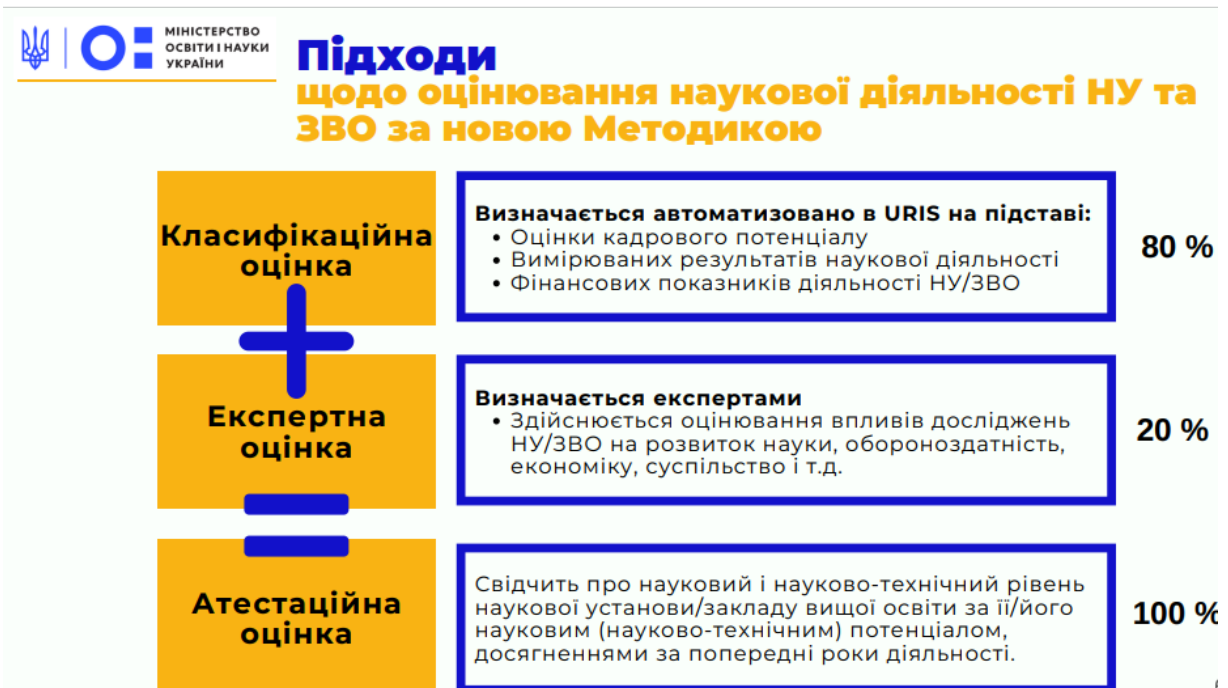 МІНІСТЕРСТВО
ОСВІТИ І НАУКИ
УКРАЇНИ
Підходи
щодо оцінювання наукової діяльності НУ та
ЗВО за новою Методикою
Класифікаційна
оцінка
Визначається автоматизовано в URIS на підставі:
• Оцінки кадрового потенціалу
• Вимірюваних результатів наукової діяльності
• Фінансових показників діяльності НУ/ЗВО
80 %
Експертна
оцінка
Визначається експертами
• Здійснюється оцінювання впливів досліджень
НУ/ЗВО на розвиток науки, обороноздатність,
економіку, суспільство і т.д.
20 %
Атестаційна
оцінка
Свідчить про науковий і науково-технічний рівень
наукової установи/закладу вищої освіти за її/його
науковим (науково-технічним) потенціалом,
досягненнями за попередні роки діяльності.
100 %